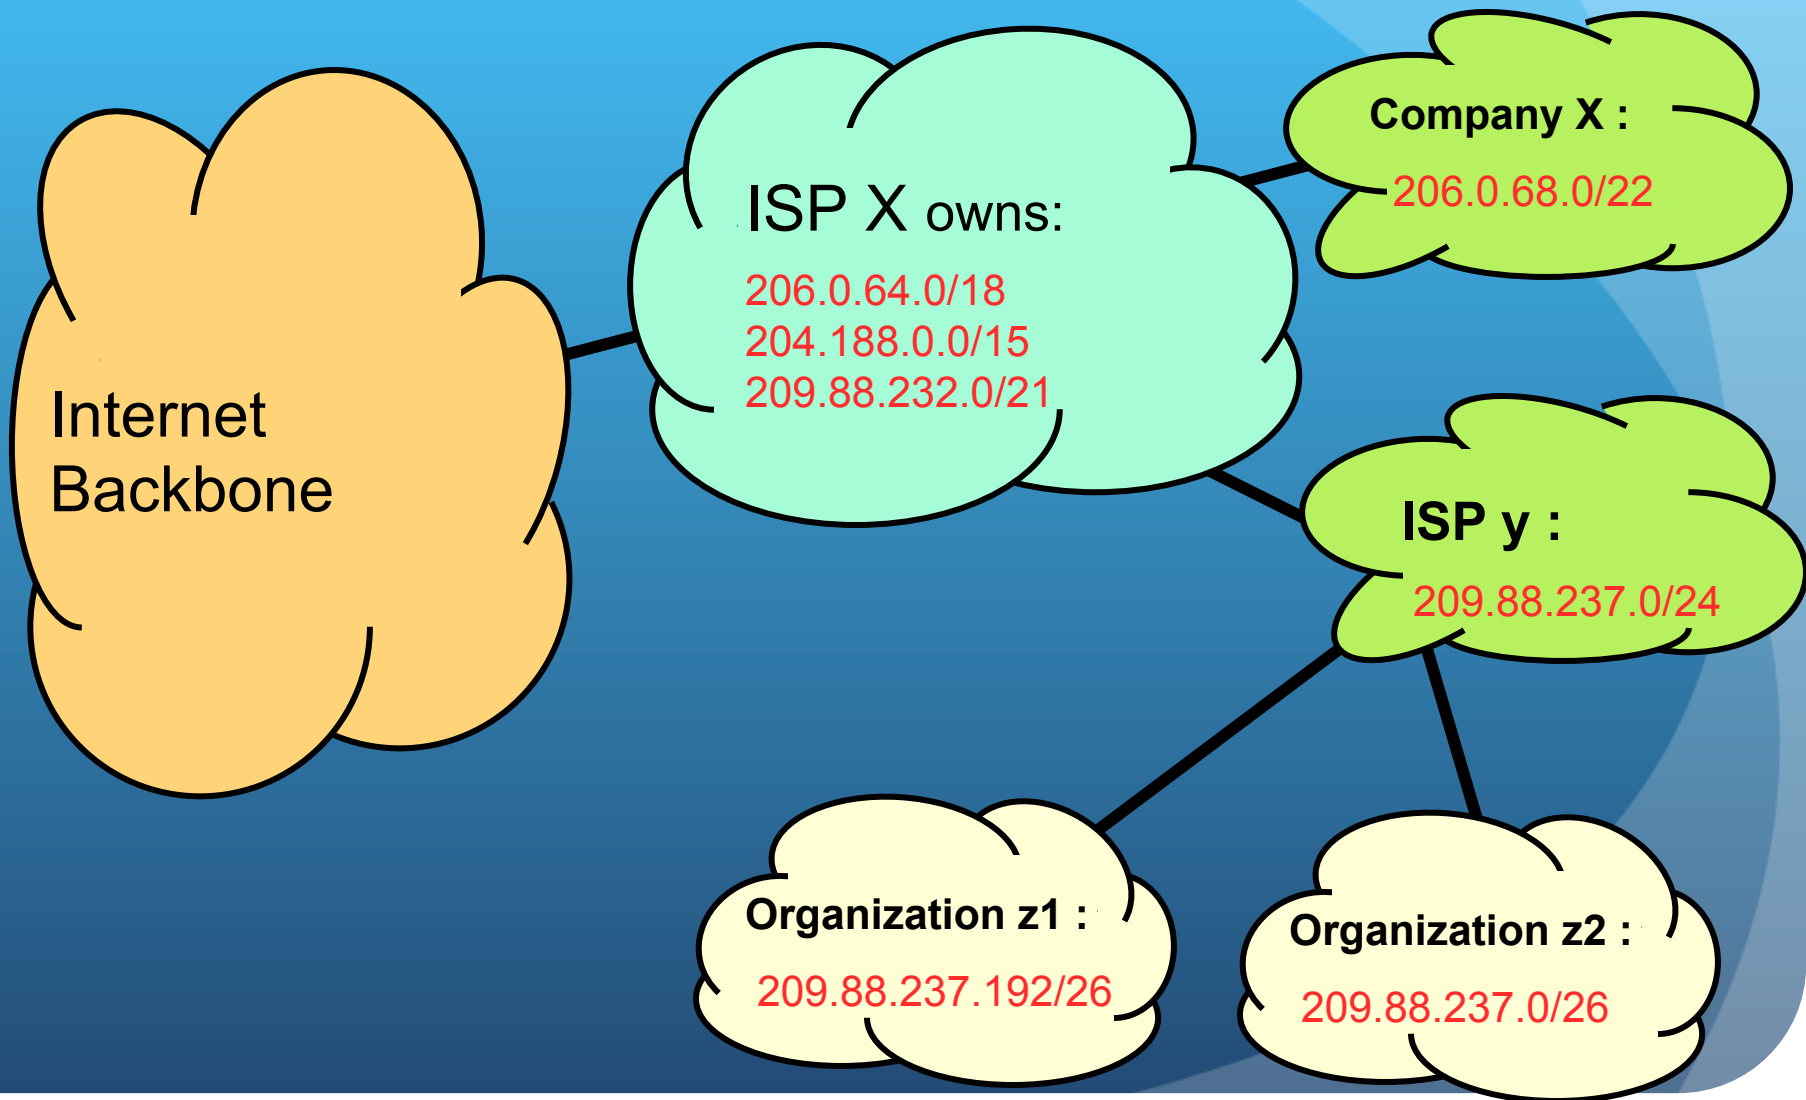 Internet
Backbone
ISP X owns:
206.0.64.0/18
204.188.0.0/15
209.88.232.0/21
Company X :
206.0.68.0/22
ISP y :
209.88.237.0/24
Organization z1 :
209.88.237.192/26
Organization z2 :
209.88.237.0/26